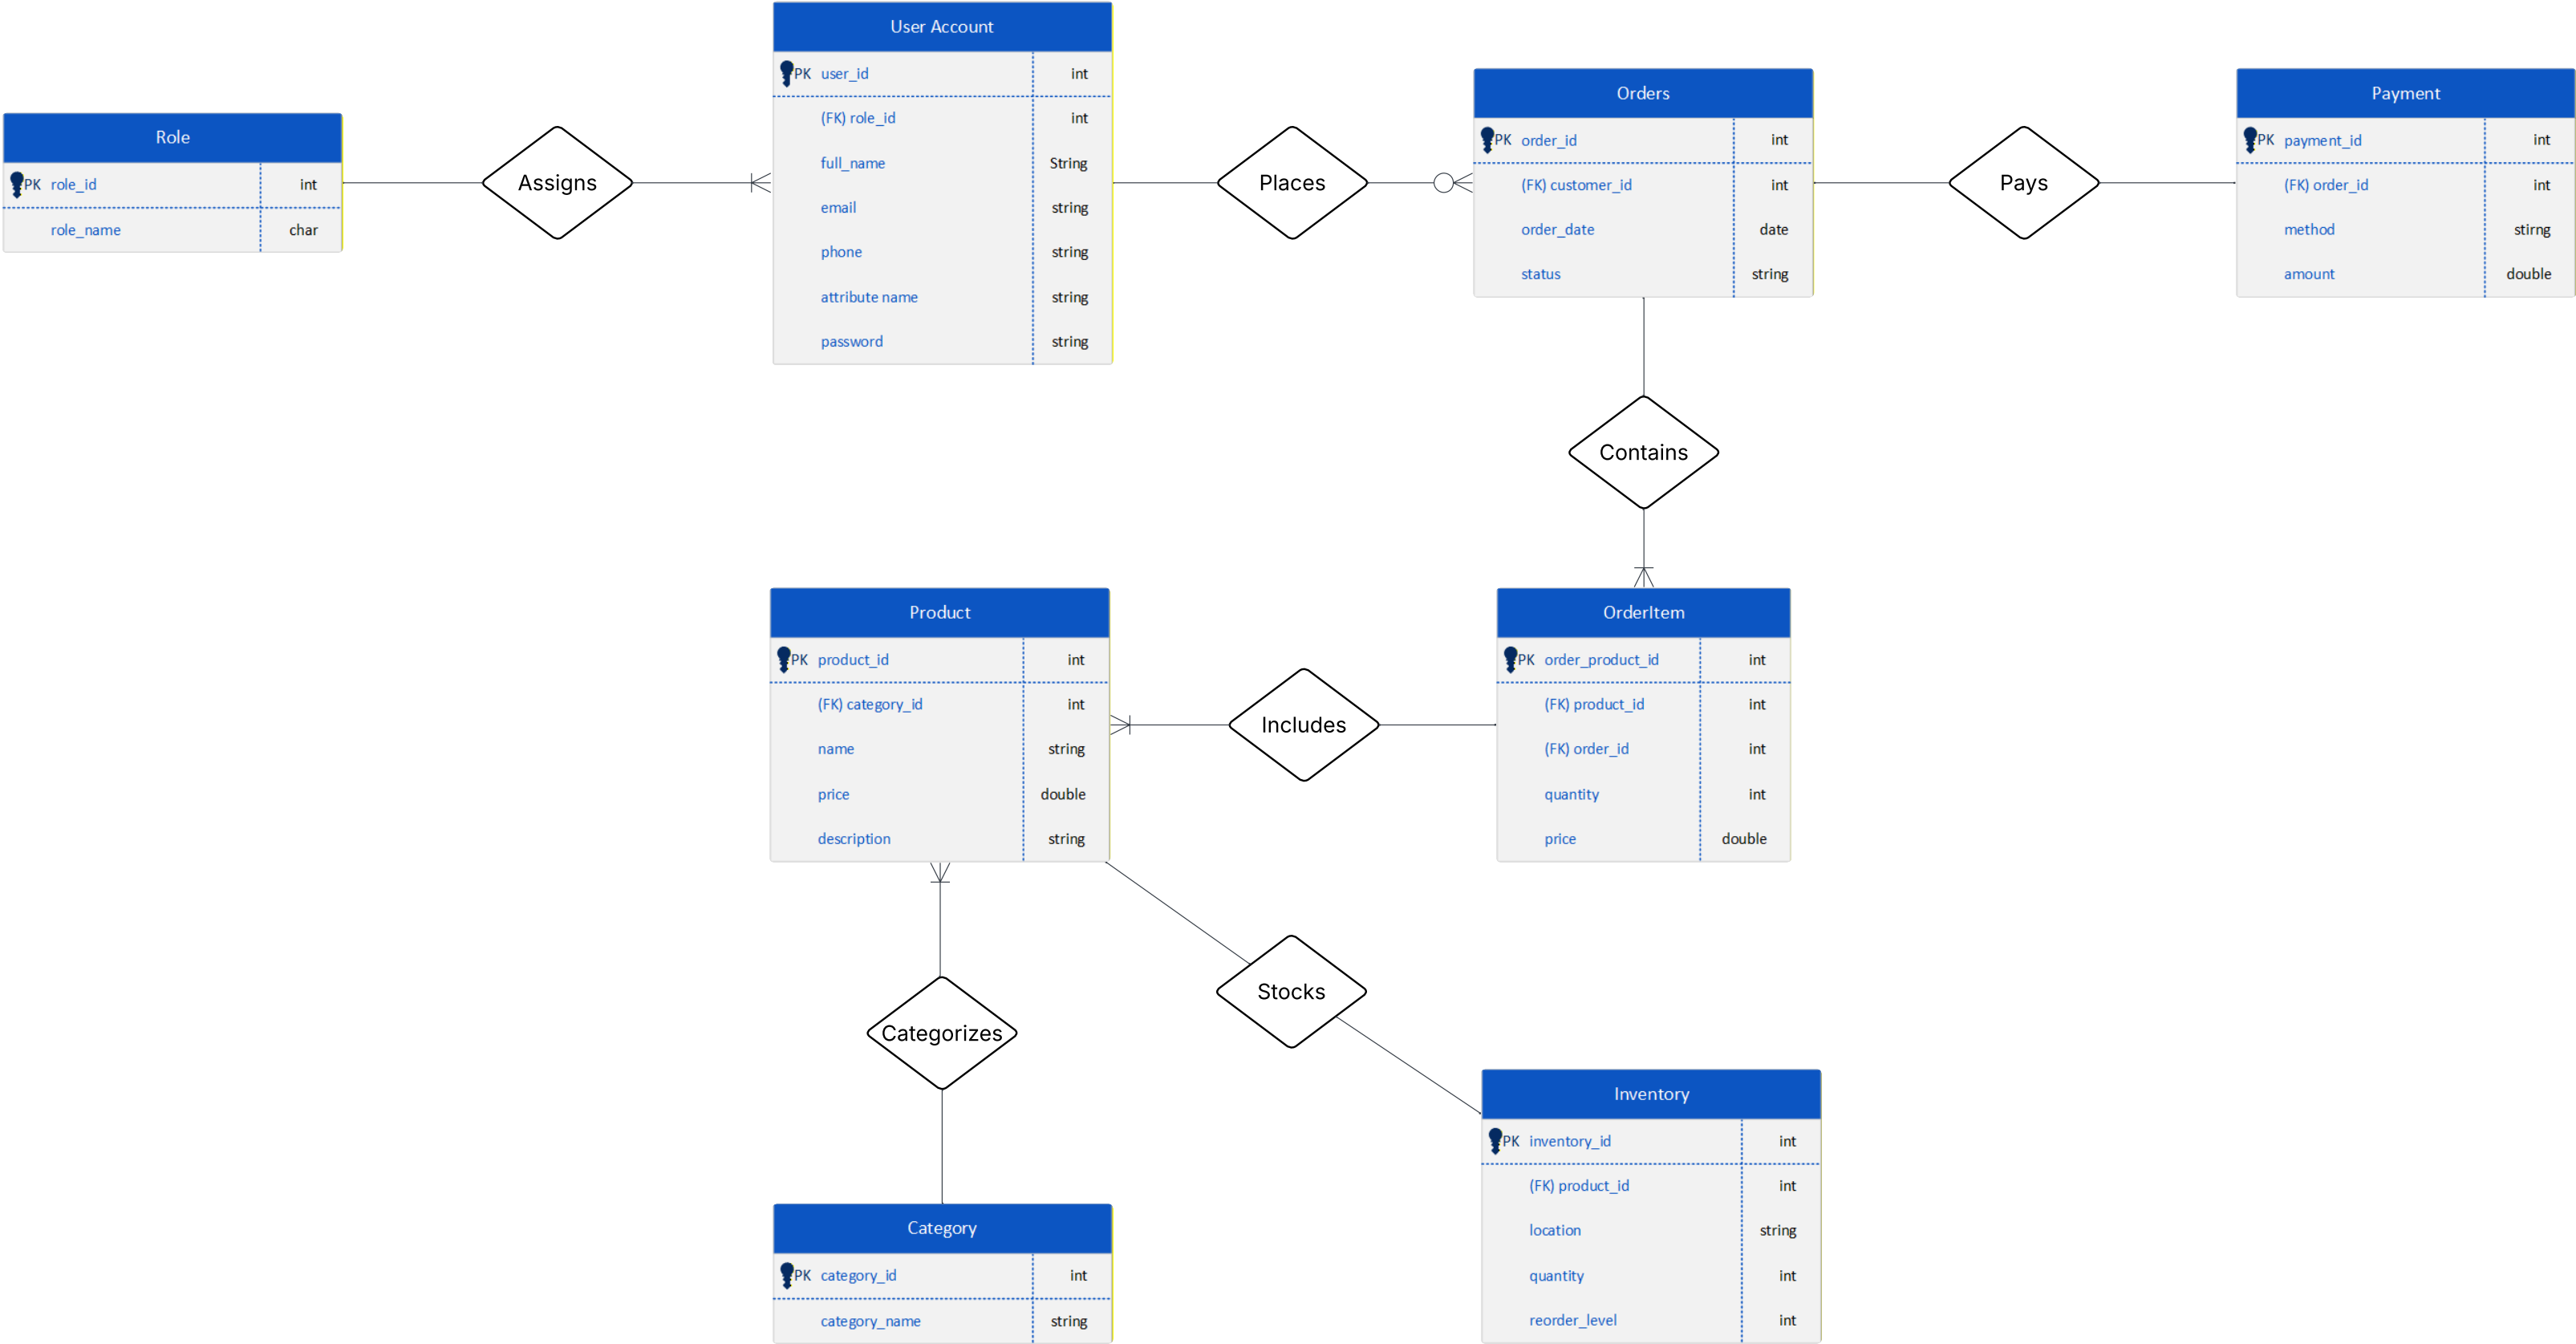 User Account
PK user_id int
(FK) role_id int
full_name String
email string
phone string
attribute name string
password string
Role
PK role_id int
role_name char
Assigns
Places
Orders
PK order_id int
(FK) customer_id int
order_date date
status string
Pays
Payment
PK payment_id int
(FK) order_id int
method stirng
amount double
Contains
Product
PK product_id int
(FK) category_id int
name string
price double
description string
Includes
OrderItem
PK order_product_id int
(FK) product_id int
(FK) order_id int
quantity int
price double
Categorizes
Stocks
Inventory
PK inventory_id int
(FK) product_id int
location string
quantity int
reorder_level int
Category
PK category_id int
category_name string